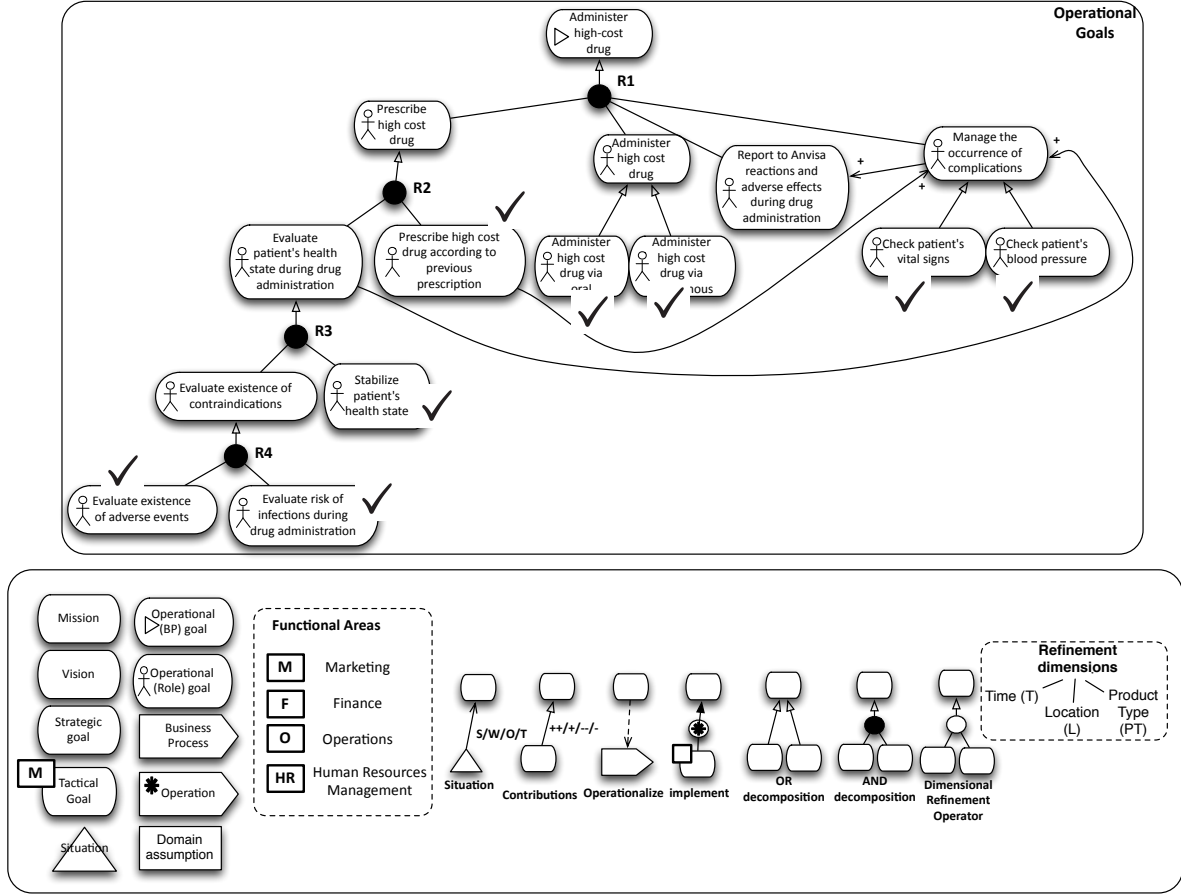 Operational
Goals
Administer
high-cost
drug
R1
Prescribe
high cost
drug
Administer
high cost
drug
Report to Anvisa
reactions and
adverse effects
during drug
administration
+
Manage the
occurrence of
complications
+
+
R2
Evaluate
patient's health
state during drug
administration
Prescribe high cost
drug according to
previous
prescription
Administer
high cost
drug via
oral
Administer
high cost
drug via
nous
Check patient's
vital signs
Check patient's
blood pressure
R3
Evaluate existence of
contraindications
Stabilize
patient's
health state
R4
Evaluate existence
of adverse events
Evaluate risk of
infections during
drug administration
Mission
Operational
(BP) goal
Vision
Operational
(Role) goal
Strategic
goal
Business
Process
M
Tactical
Goal
Operation
Situation
Domain
assumption
Functional Areas
M
Marketing
F
Finance
O
Operations
HR
Human Resources
Management
S/W/O/T
Situation
++/+/--/-
Contributions
Operationalize
implement
OR
decomposition
AND
decomposition
Dimensional
Refinement
Operator
Refinement
dimensions
Time (T)
Location
(L)
Product
Type
(PT)